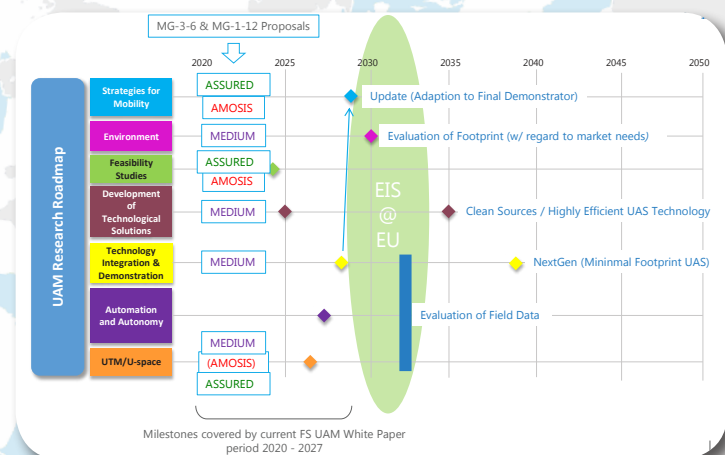 MG-3-6 & MG-1-12 Proposals
2020
2025
2030
2035
2040
2045
2050
UAM Research Roadmap
Strategies for
Mobility
ASSURED
AMOSIS
Update (Adaption to Final Demonstrator)
Environment
MEDIUM
Evaluation of Footprint (w/ regard to market needs)
Feasibility
Studies
ASSURED
AMOSIS
Development
of
Technological
Solutions
MEDIUM
EIS
@
EU
Clean Sources / Highly Efficient UAS Technology
Technology
Integration &
Demonstration
MEDIUM
NextGen (Mininmal Footprint UAS)
Automation
and Autonomy
Evaluation of Field Data
MEDIUM
UTM/U-space
(AMOSIS)
ASSURED
Milestones covered by current FS UAM White Paper
period 2020 - 2027